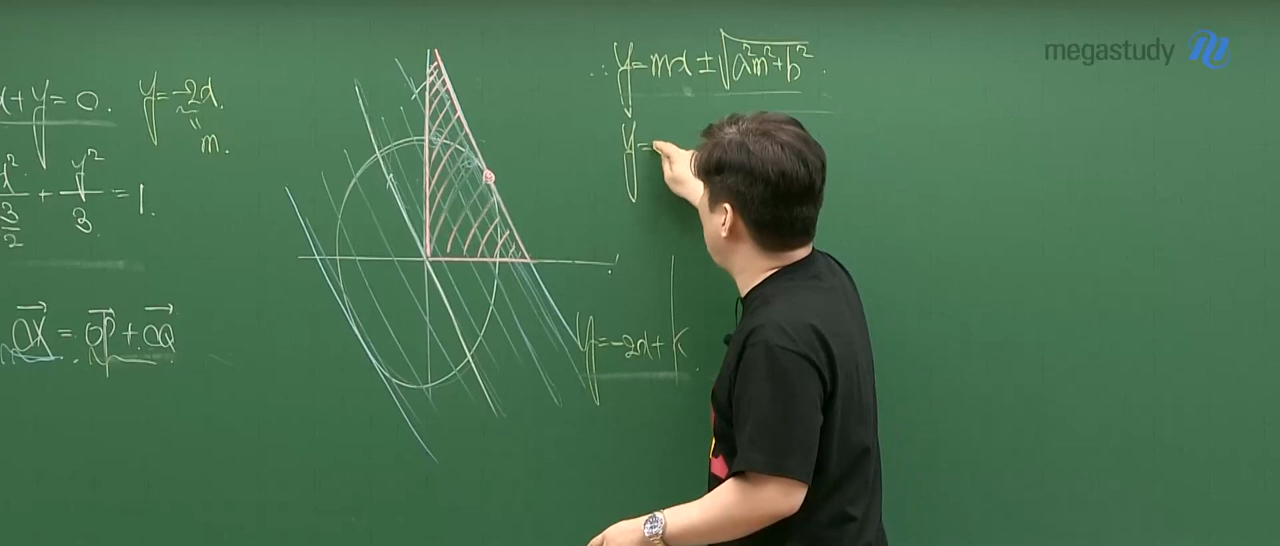 x+y=0. y=-2x.
"
m.
x²/(3/2) + y²/3 = 1.
OX = OP + OQ
∴ y=mx±√a²m²+b².
y=
y=-2x+k.
megastudy